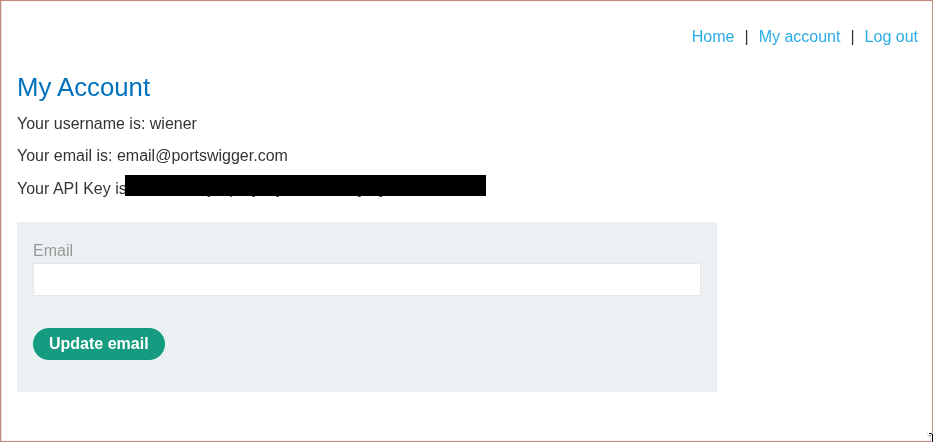 Home | My account | Log out
My Account
Your username is: wiener
Your email is: email@portswigger.com
Your API Key is
Email
Update email